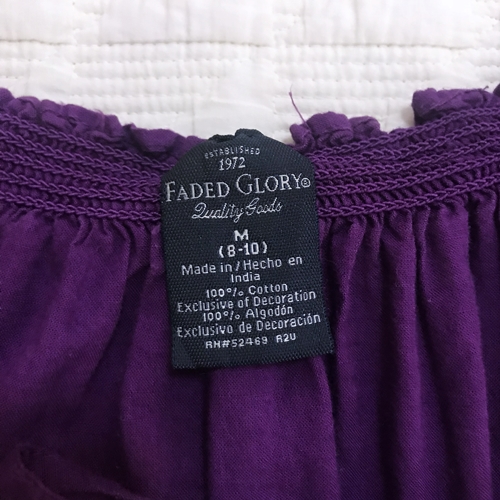 ESTABLISHED
1972
FADED GLORY®
Quality Goods
M
(8-10)
Made in/Hecho en
India
100% Cotton
Exclusive of Decoration
100% Algodón
Exclusivo de Decoración
RN#52469 R2U